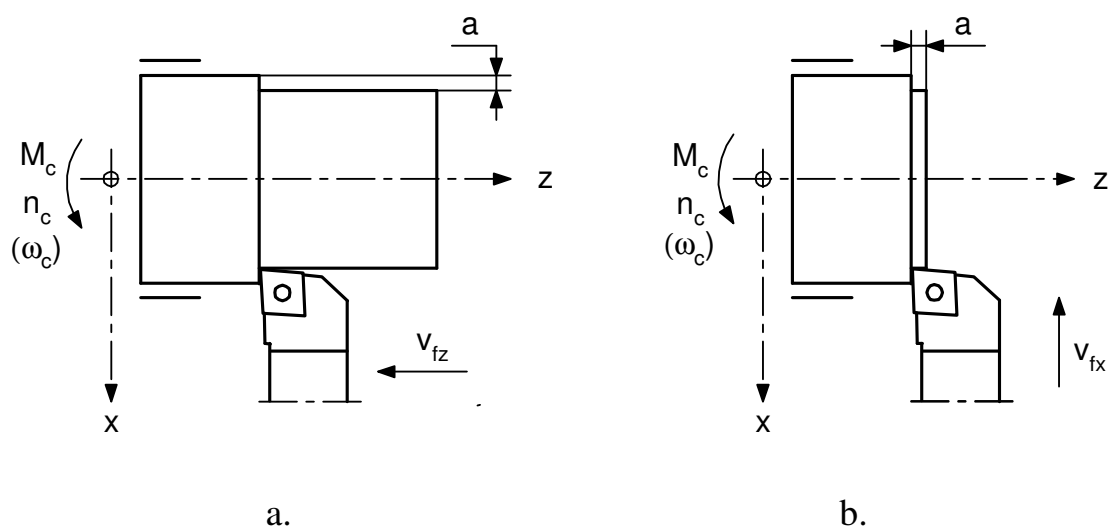 a
M_c
n_c
(ω_c)
z
v_fz
x
a.
a
M_c
n_c
(ω_c)
z
v_fx
x
b.